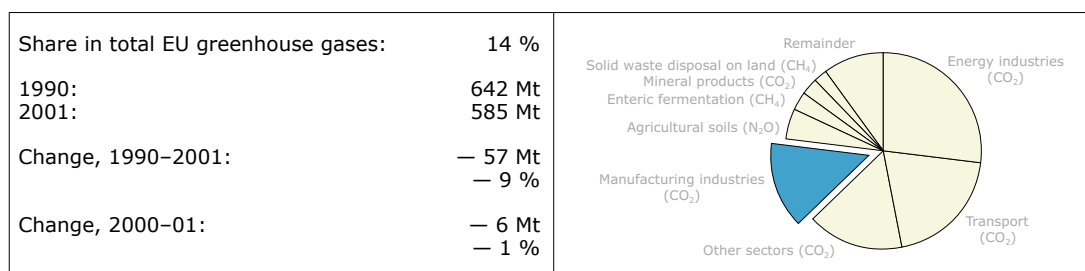 Share in total EU greenhouse gases: 14 %
1990: 642 Mt
2001: 585 Mt
Change, 1990–2001: — 57 Mt
— 9 %
Change, 2000–01: — 6 Mt
— 1 %
Remainder
Solid waste disposal on land (CH₄)
Mineral products (CO₂)
Enteric fermentation (CH₄)
Agricultural soils (N₂O)
Manufacturing industries
(CO₂)
Other sectors (CO₂)
Energy industries
(CO₂)
Transport
(CO₂)